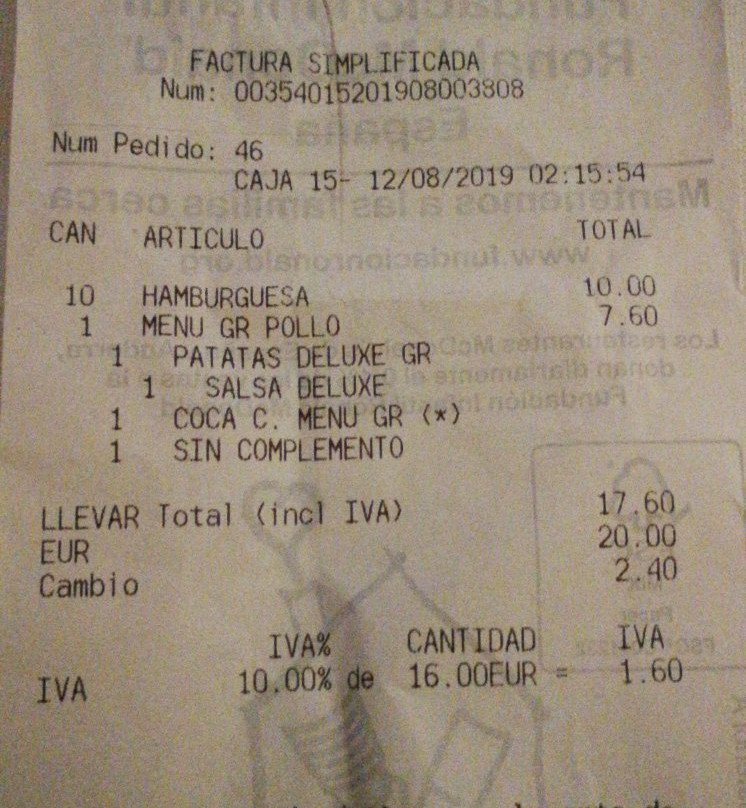 FACTURA SIMPLIFICADA
Num: 003540152019080038​08
Num Pedido: 46
CAJA 15- 12/08/2019 02:15:54
CAN ARTICULO TOTAL
10 HAMBURGUESA 10.00
1 MENU GR POLLO 7.60
1 PATATAS DELUXE GR
1 SALSA DELUXE
1 COCA C. MENU GR (*)
1 SIN COMPLEMENTO
LLEVAR Total (incl IVA) 17.60
EUR 20.00
Cambio 2.40
IVA% CANTIDAD IVA
IVA 10.00% de 16.00EUR = 1.60